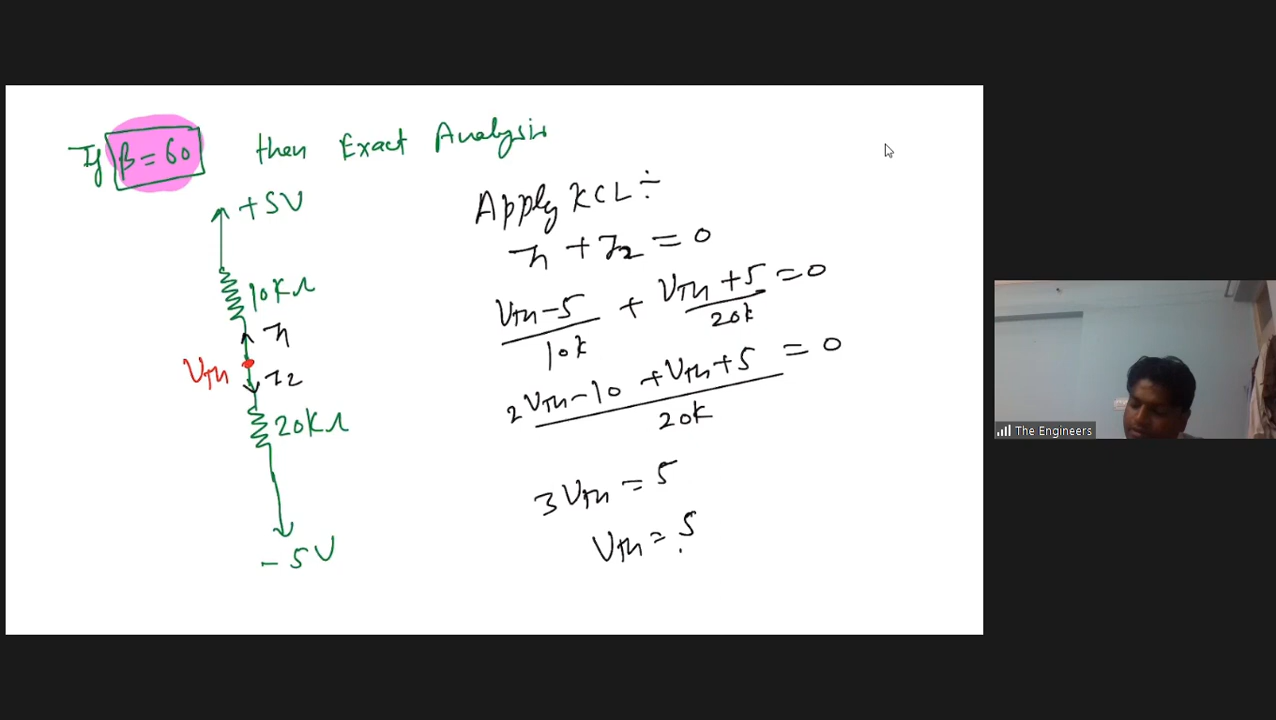 If β = 60 then Exact Analysis
+5V
10KΩ
I1
VTh
I2
20KΩ
- 5V
Apply KCL ÷
I1 + I2 = 0
VTh - 5 / 10k + VTh + 5 / 20k = 0
2VTh - 10 + VTh + 5 / 20k = 0
3VTh = 5
VTh = 5
The Engineers